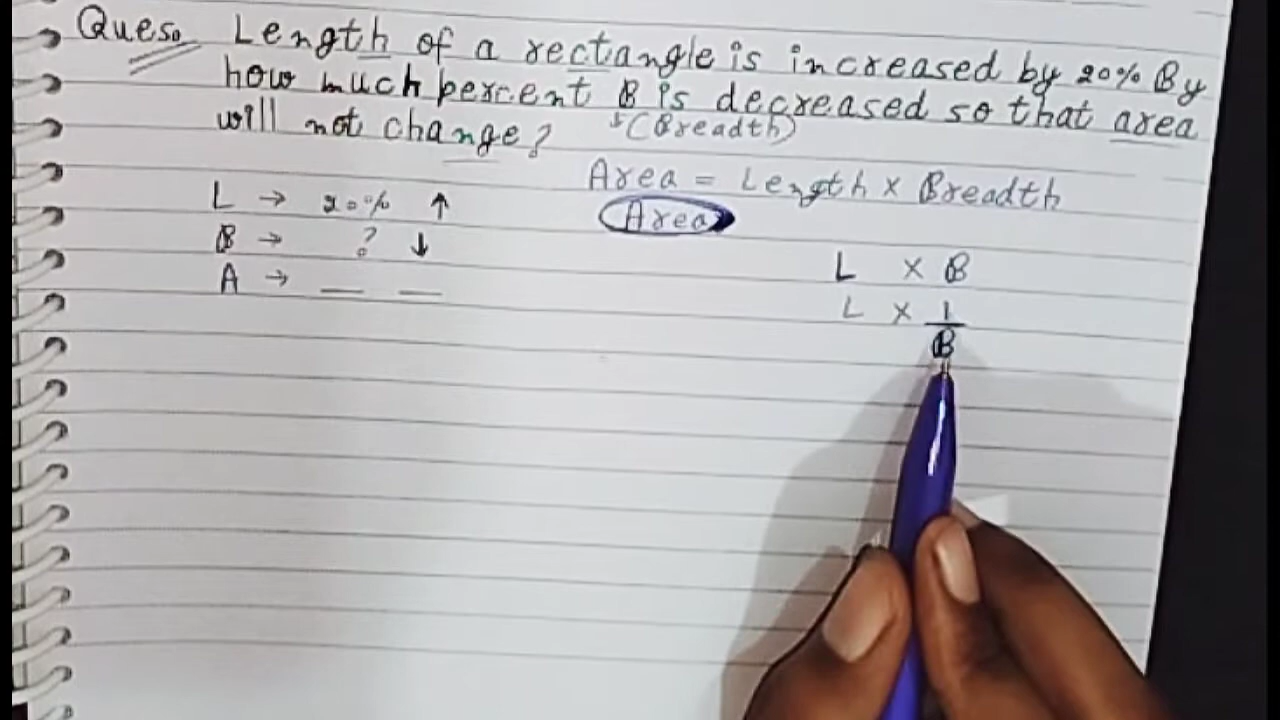 Ques. Length of a rectangle is increased by 20% By
how much percent B is decreased so that area
will not change? ↓(Breadth)
Area = Length × Breadth
L → 20% ↑
Area
B → ? ↓
L × B
A → — —
L × 1/B